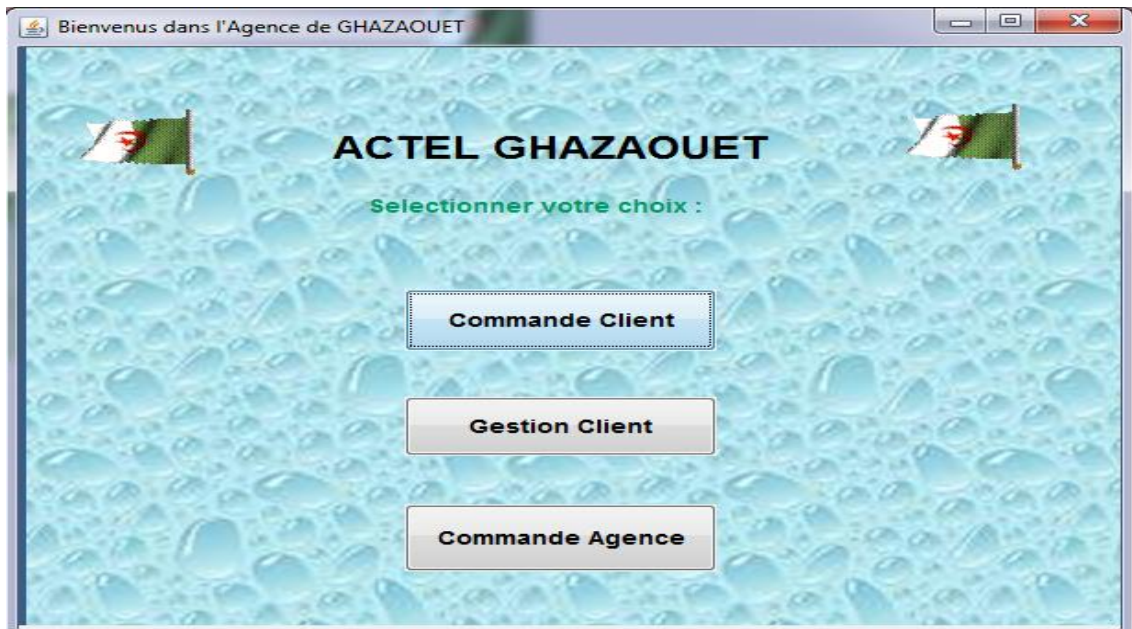 Bienvenus dans l'Agence de GHAZAOUET
ACTEL GHAZAOUET
Selectionner votre choix :
Commande Client
Gestion Client
Commande Agence